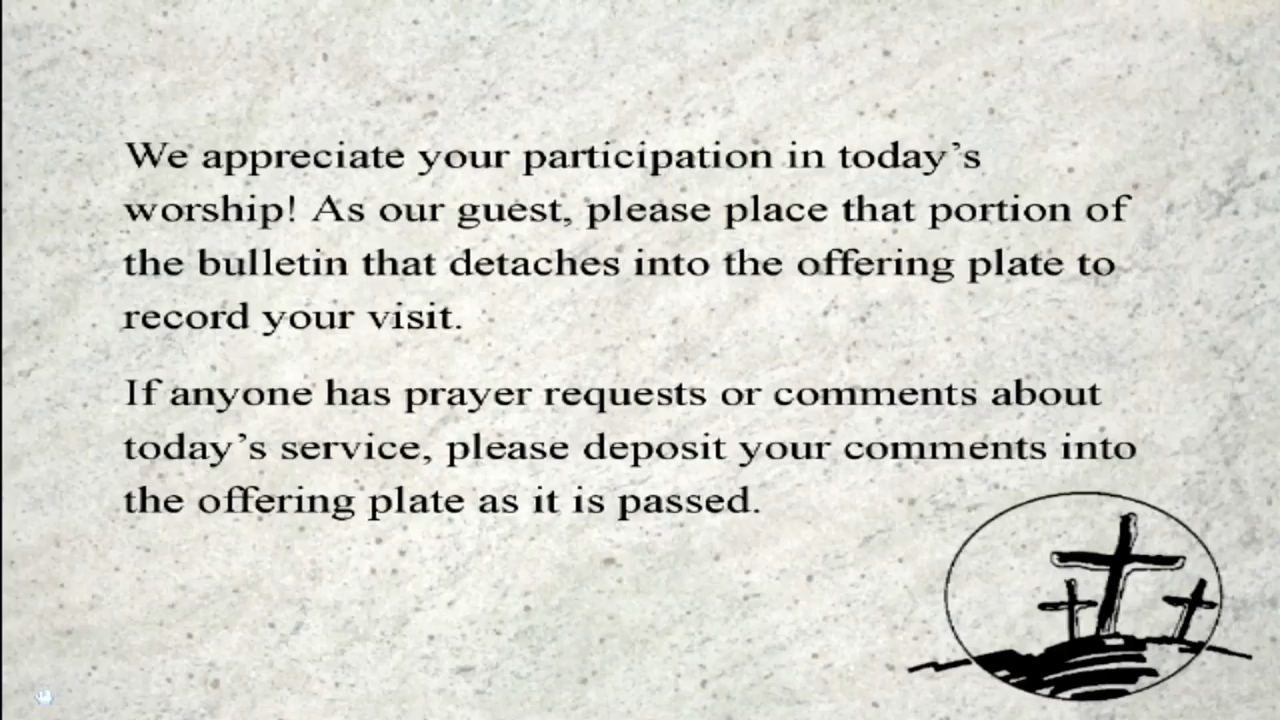 We appreciate your participation in today’s
worship! As our guest, please place that portion of
the bulletin that detaches into the offering plate to
record your visit.
If anyone has prayer requests or comments about
today’s service, please deposit your comments into
the offering plate as it is passed.